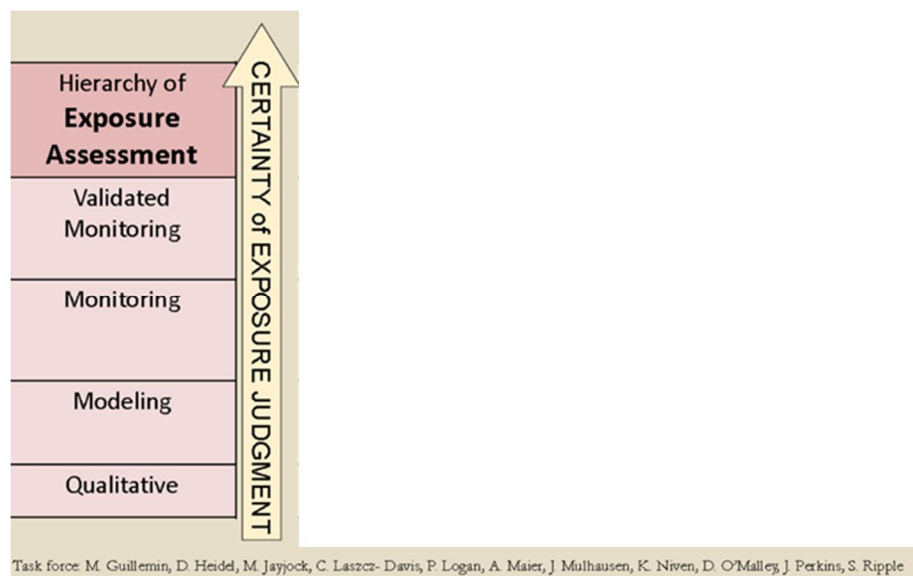 Hierarchy of
Exposure
Assessment
Validated
Monitoring
Monitoring
Modeling
Qualitative
CERTAINTY of EXPOSURE JUDGMENT
Task force: M. Guillemin, D. Heidel, M. Jayjock, C. Laszcz- Davis, P. Logan, A. Maier, J. Mulhausen, K. Niven, D. O'Malley, J. Perkins, S. Ripple